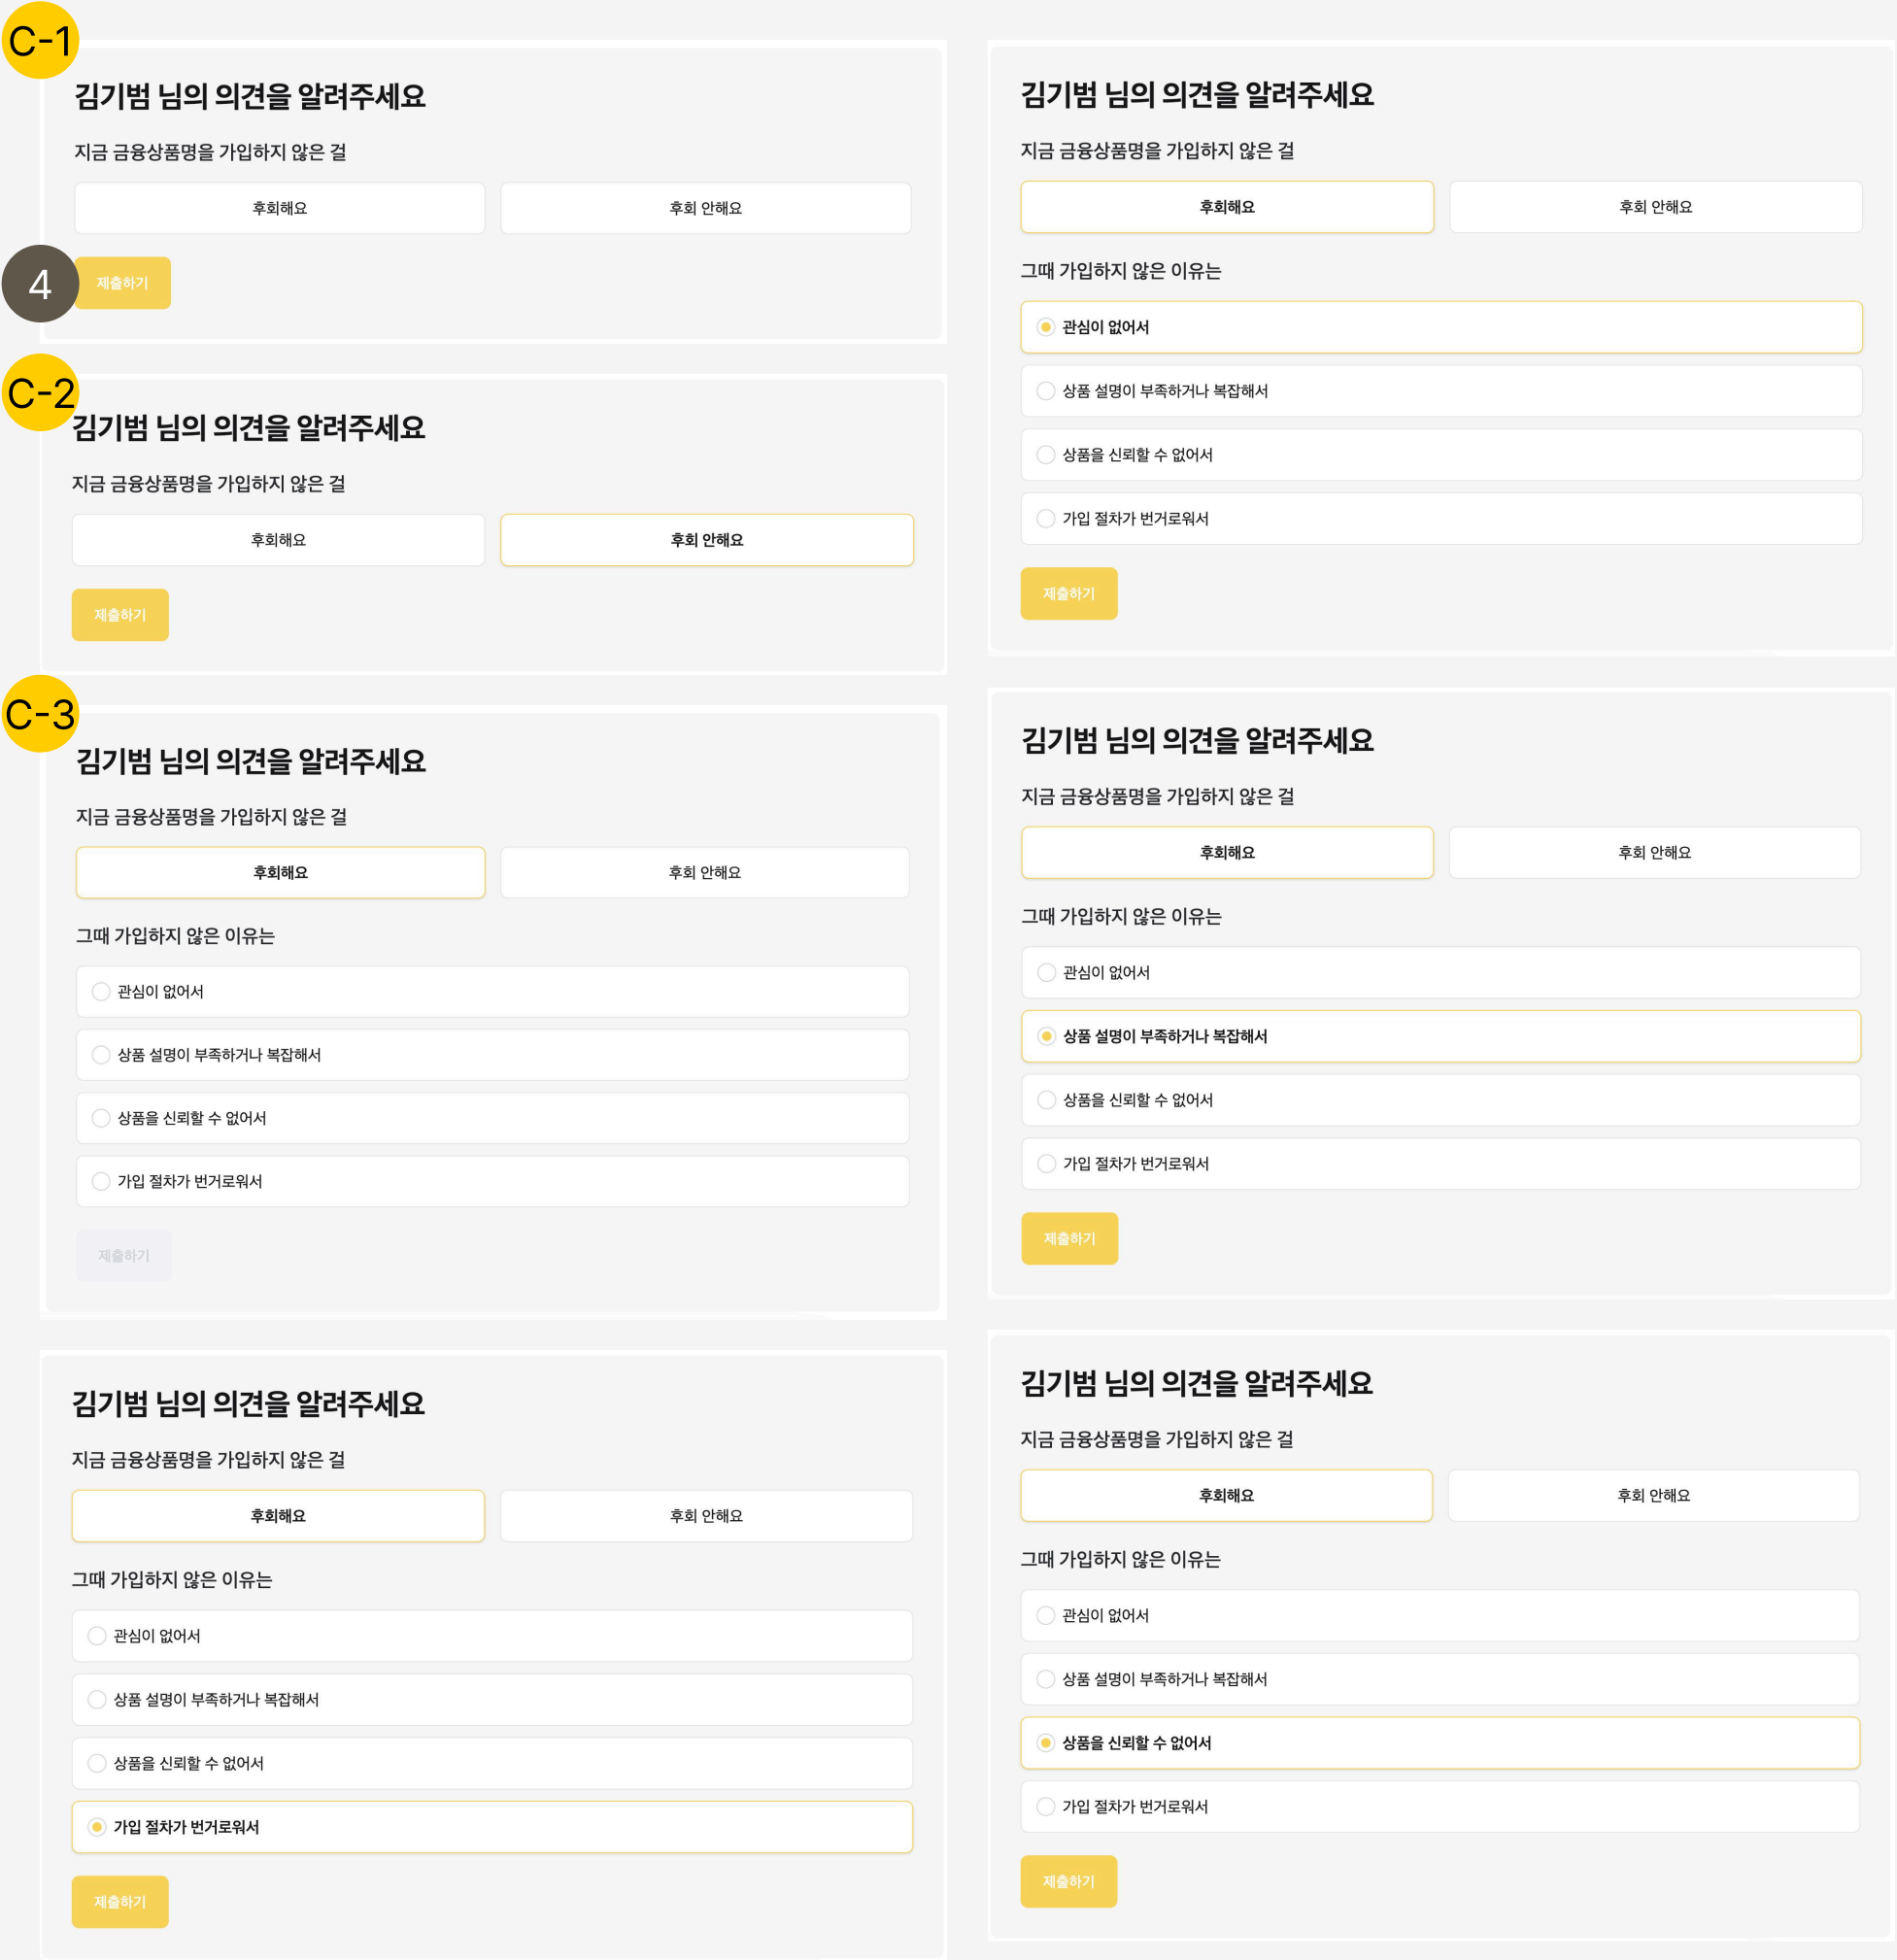 C-1
김기범 님의 의견을 알려주세요
지금 금융상품명을 가입하지 않은 걸
후회해요
후회 안해요
4
제출하기
C-2
김기범 님의 의견을 알려주세요
지금 금융상품명을 가입하지 않은 걸
후회해요
후회 안해요
제출하기
C-3
김기범 님의 의견을 알려주세요
지금 금융상품명을 가입하지 않은 걸
후회해요
후회 안해요
그때 가입하지 않은 이유는
관심이 없어서
상품 설명이 부족하거나 복잡해서
상품을 신뢰할 수 없어서
가입 절차가 번거로워서
제출하기
김기범 님의 의견을 알려주세요
지금 금융상품명을 가입하지 않은 걸
후회해요
후회 안해요
그때 가입하지 않은 이유는
관심이 없어서
상품 설명이 부족하거나 복잡해서
상품을 신뢰할 수 없어서
가입 절차가 번거로워서
제출하기
김기범 님의 의견을 알려주세요
지금 금융상품명을 가입하지 않은 걸
후회해요
후회 안해요
그때 가입하지 않은 이유는
관심이 없어서
상품 설명이 부족하거나 복잡해서
상품을 신뢰할 수 없어서
가입 절차가 번거로워서
제출하기
김기범 님의 의견을 알려주세요
지금 금융상품명을 가입하지 않은 걸
후회해요
후회 안해요
그때 가입하지 않은 이유는
관심이 없어서
상품 설명이 부족하거나 복잡해서
상품을 신뢰할 수 없어서
가입 절차가 번거로워서
제출하기
김기범 님의 의견을 알려주세요
지금 금융상품명을 가입하지 않은 걸
후회해요
후회 안해요
그때 가입하지 않은 이유는
관심이 없어서
상품 설명이 부족하거나 복잡해서
상품을 신뢰할 수 없어서
가입 절차가 번거로워서
제출하기